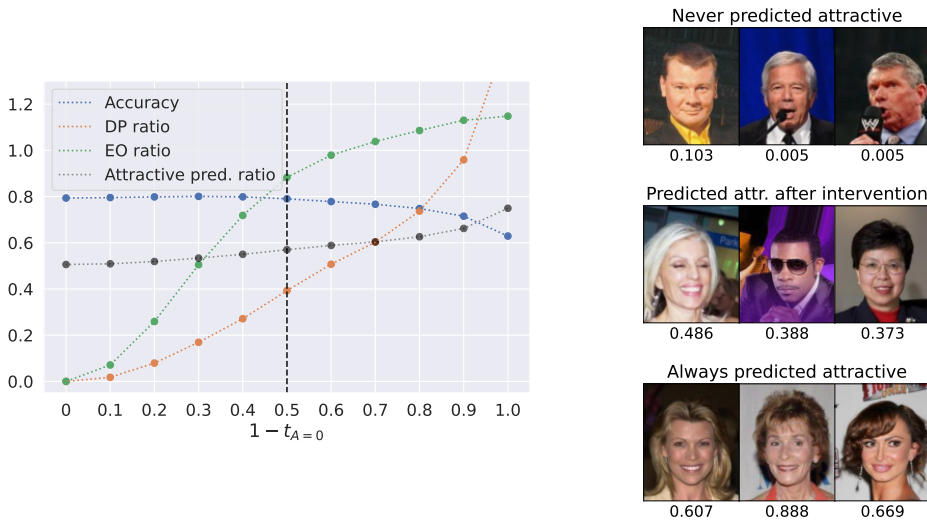 Accuracy
DP ratio
EO ratio
Attractive pred. ratio
1.2
1.0
0.8
0.6
0.4
0.2
0.0
0 0.1 0.2 0.3 0.4 0.5 0.6 0.7 0.8 0.9 1.0
1 − t_{A=0}
Never predicted attractive
W
0.103 0.005 0.005
Predicted attr. after intervention
Park
0.486 0.388 0.373
Always predicted attractive
0.607 0.888 0.669